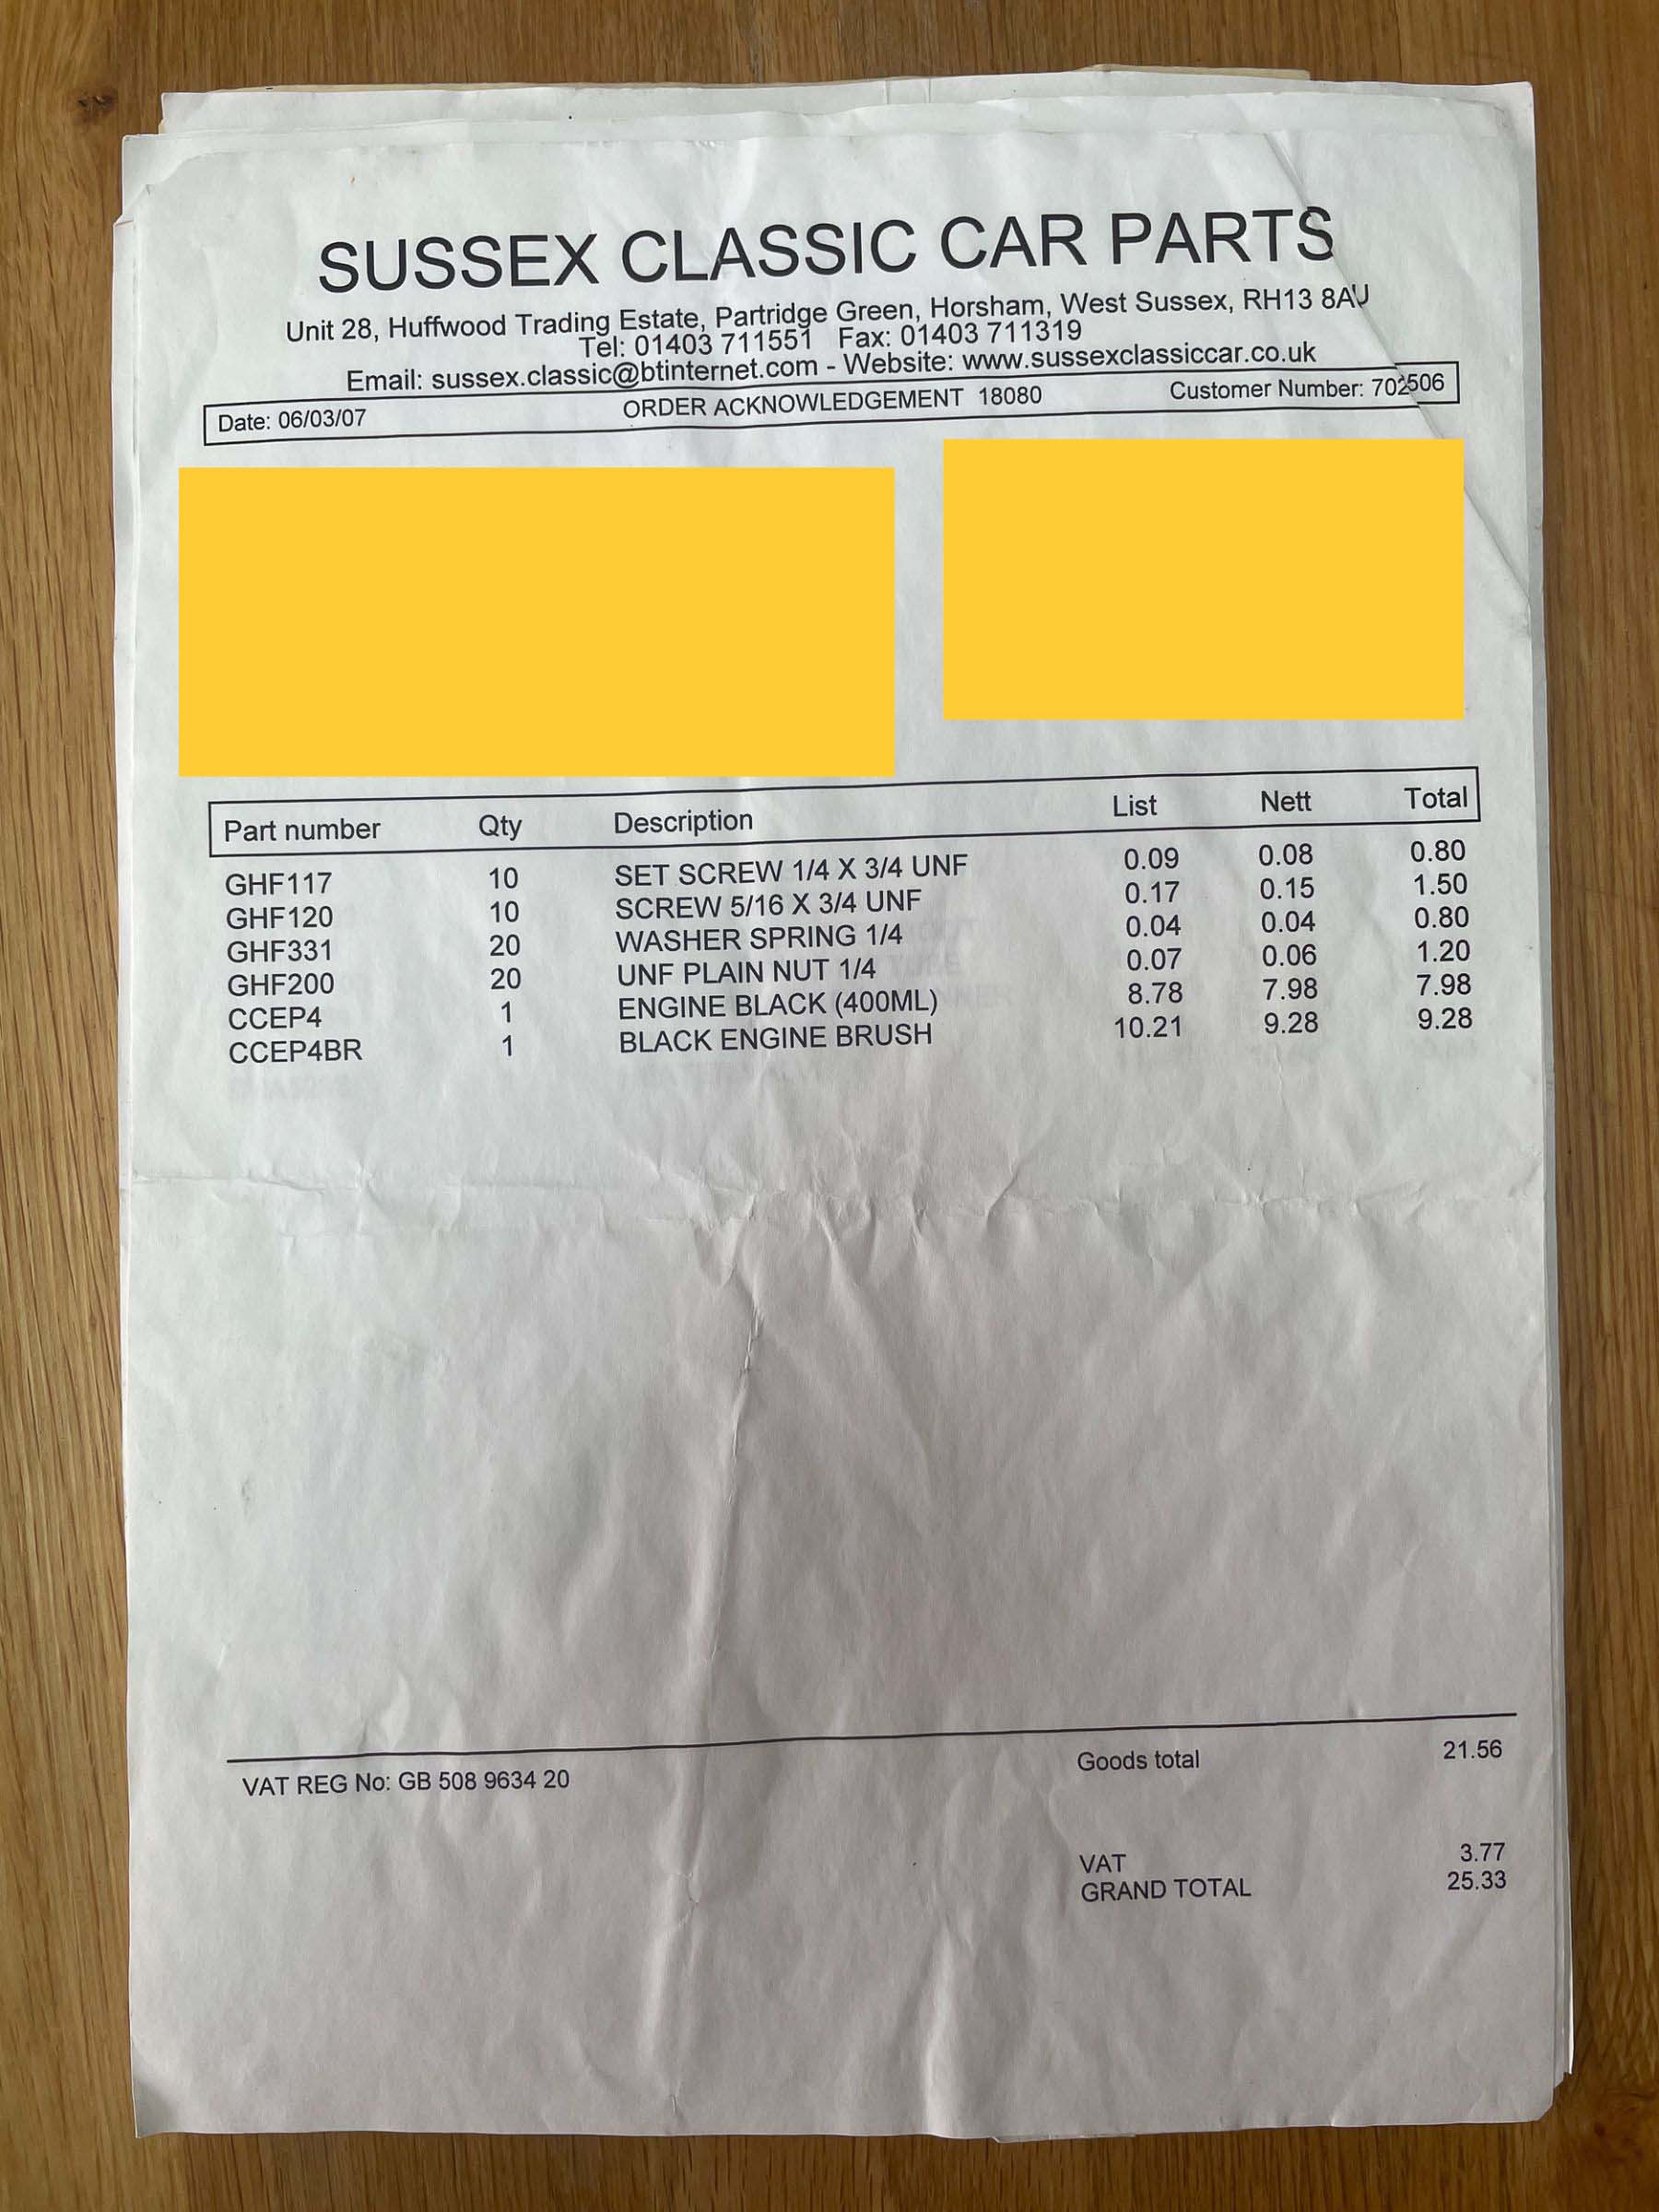 SUSSEX CLASSIC CAR PARTS
Unit 28, Huffwood Trading Estate, Partridge Green, Horsham, West Sussex, RH13 8AU
Tel: 01403 711551 Fax: 01403 711319
Email: sussex.classic@btinternet.com - Website: www.sussexclassiccar.co.uk
Date: 06/03/07 ORDER ACKNOWLEDGEMENT 18080 Customer Number: 702506
Part number Qty Description List Nett Total
GHF117 10 SET SCREW 1/4 X 3/4 UNF 0.09 0.08 0.80
GHF120 10 SCREW 5/16 X 3/4 UNF 0.17 0.15 1.50
GHF331 20 WASHER SPRING 1/4 0.04 0.04 0.80
GHF200 20 UNF PLAIN NUT 1/4 0.07 0.06 1.20
CCEP4 1 ENGINE BLACK (400ML) 8.78 7.98 7.98
CCEP4BR 1 BLACK ENGINE BRUSH 10.21 9.28 9.28
VAT REG No: GB 508 9634 20 Goods total 21.56
VAT 3.77
GRAND TOTAL 25.33